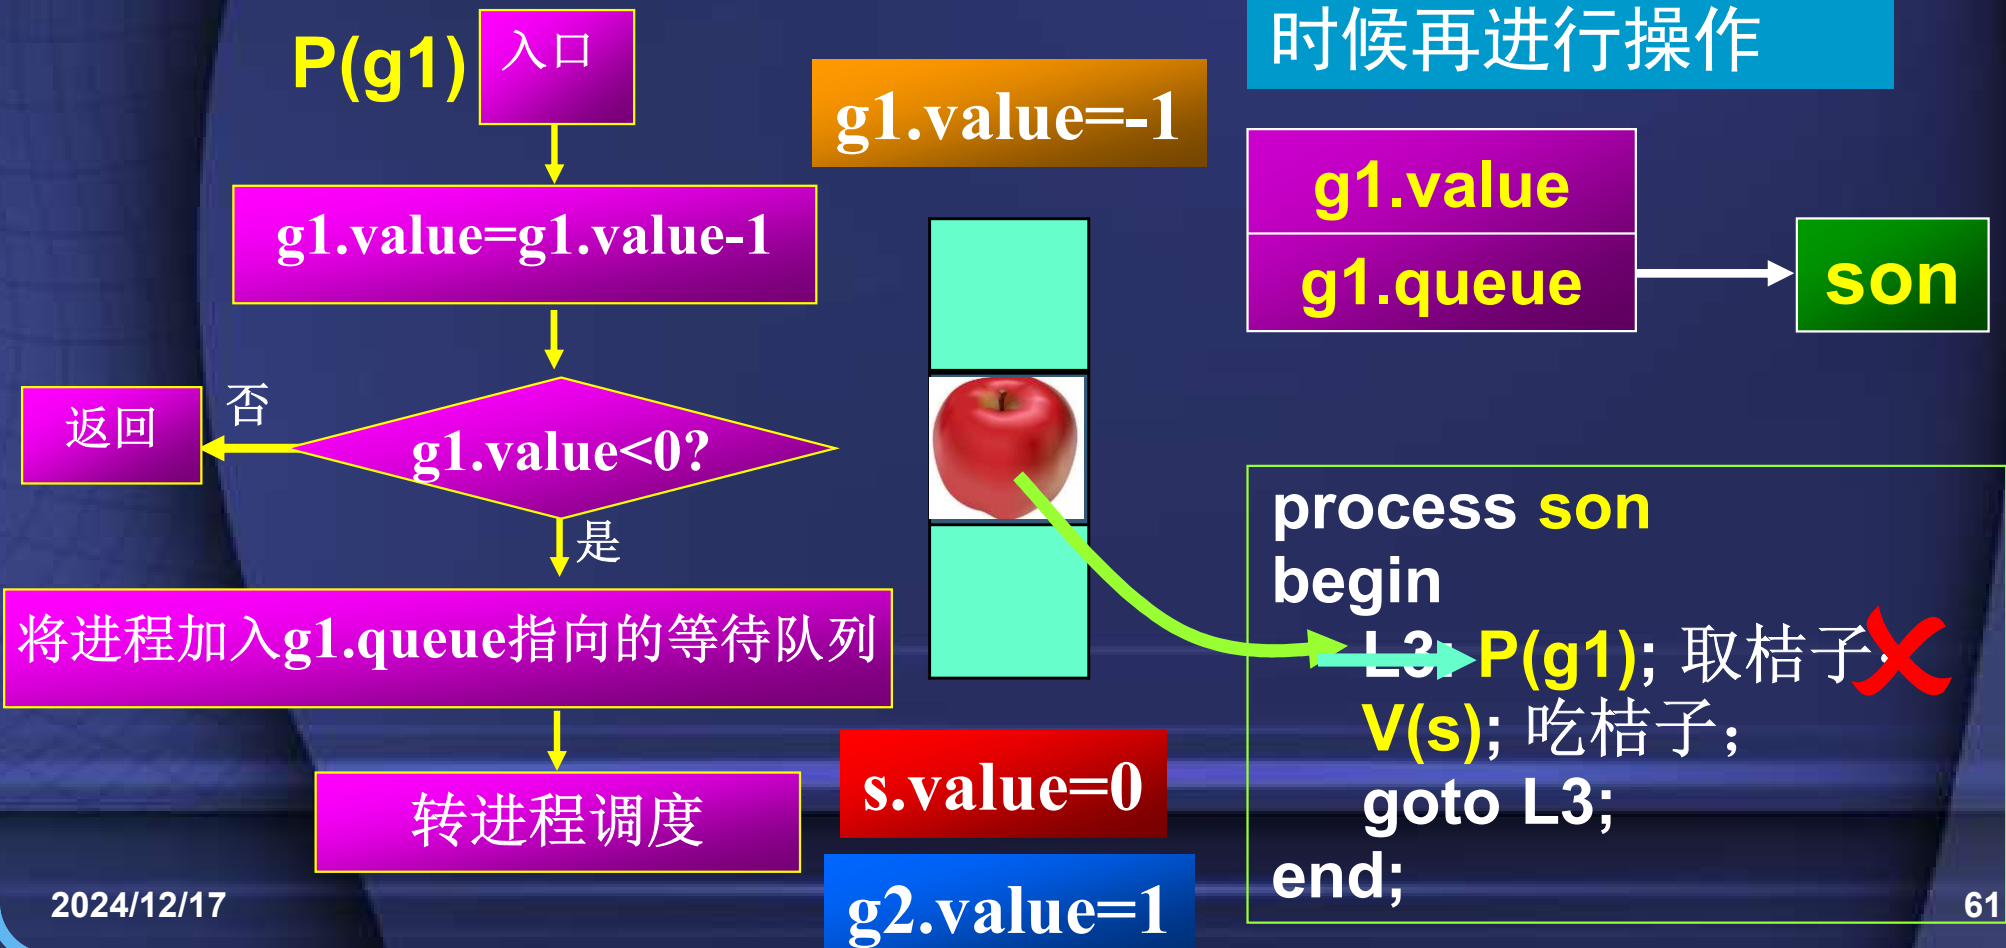 P(g1)
入口
g1.value=g1.value-1
g1.value<0?
否
返回
是
将进程加入g1.queue指向的等待队列
转进程调度
2024/12/17
g1.value=-1
s.value=0
g2.value=1
时候再进行操作
g1.value
g1.queue
son
process son
begin
L3: P(g1); 取桔子;
V(s); 吃桔子；
goto L3;
end;
61